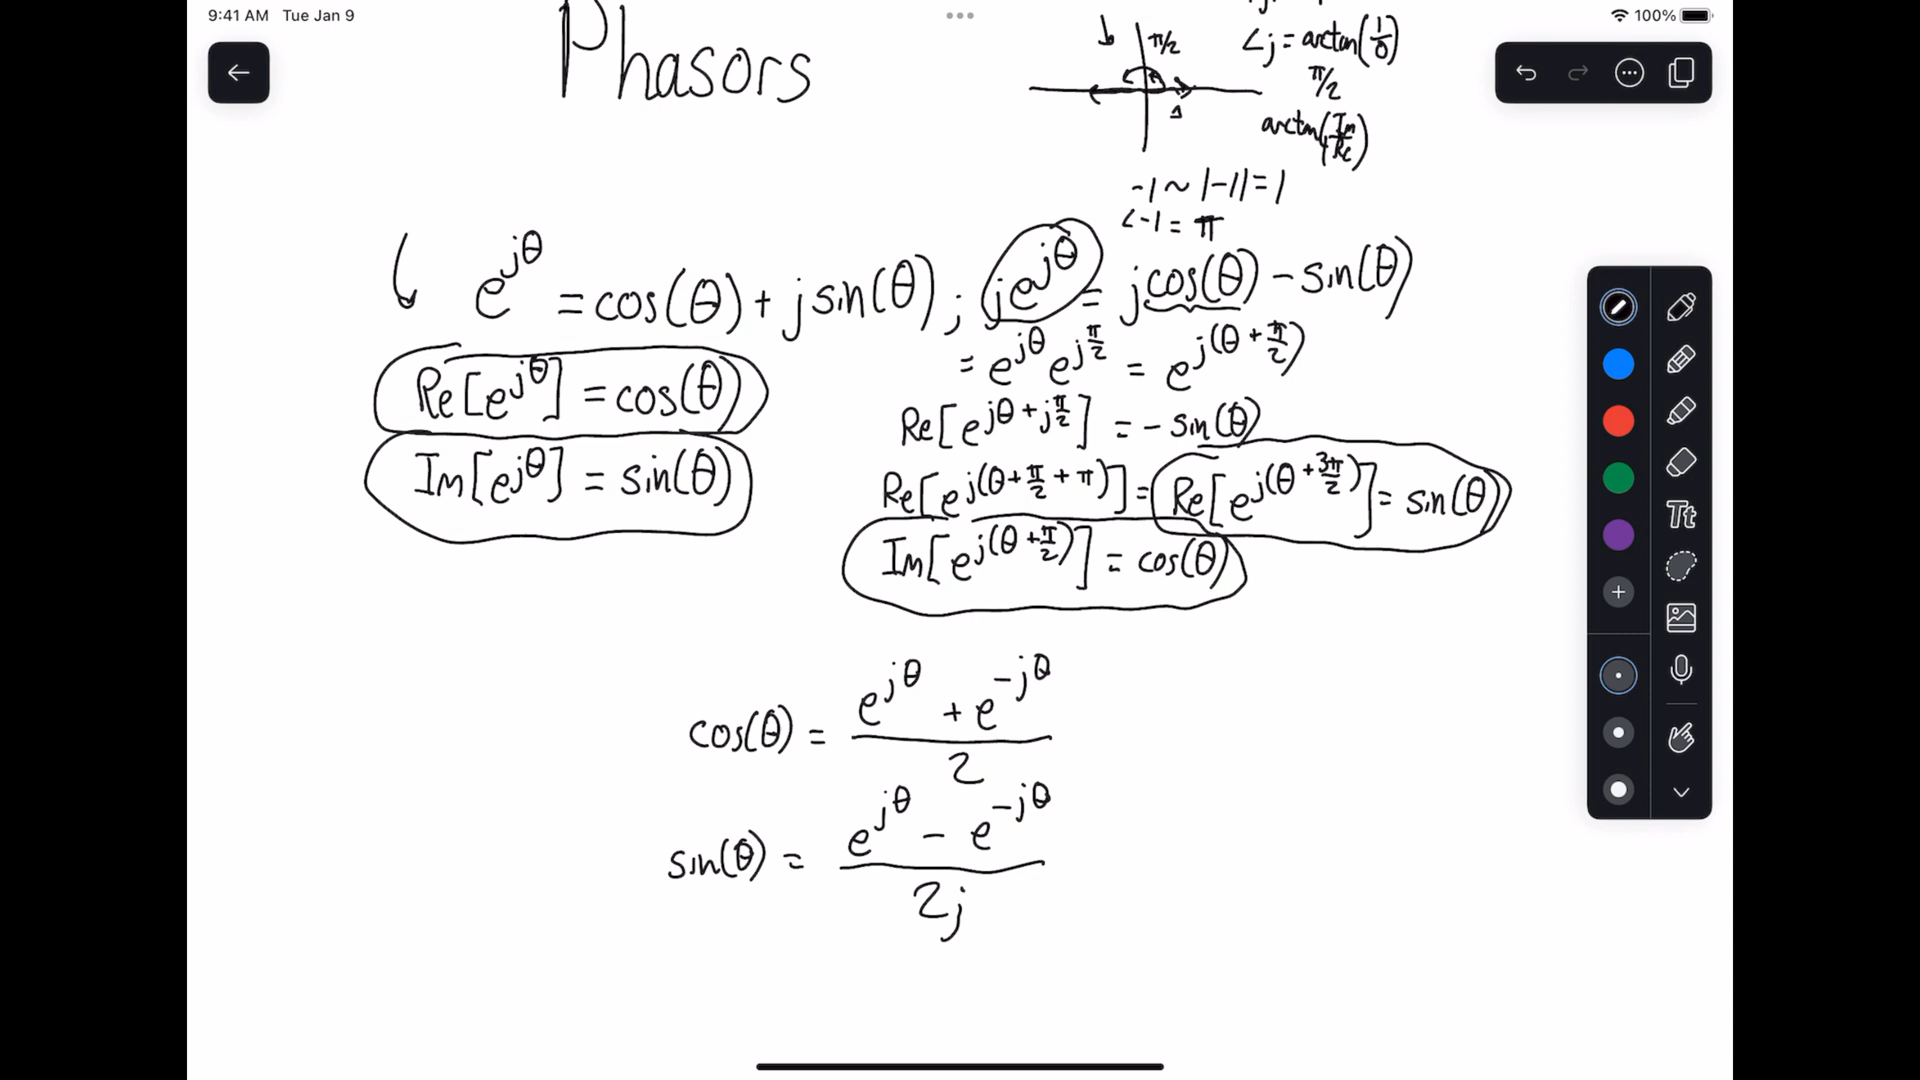 9:41 AM Tue Jan 9
100%
Phasors
π/2
∠j = arctan(1/0)
π/2
arctan(Im/Re)
-1 ~ |-1| = 1
∠-1 = π
e^{jθ} = cos(θ) + jsin(θ) ; je^{jθ} = jcos(θ) - sin(θ)
= e^{jθ} e^{jπ/2} = e^{j(θ + π/2)}
Re[e^{jθ}] = cos(θ)
Im[e^{jθ}] = sin(θ)
Re[e^{jθ + jπ/2}] = - sin(θ)
Re[e^{j(θ + π/2 + π)}] = Re[e^{j(θ + 3π/2)}] = sin(θ)
Im[e^{j(θ + π/2)}] = cos(θ)
cos(θ) = (e^{jθ} + e^{-jθ})/2
sin(θ) = (e^{jθ} - e^{-jθ})/2j
Tt